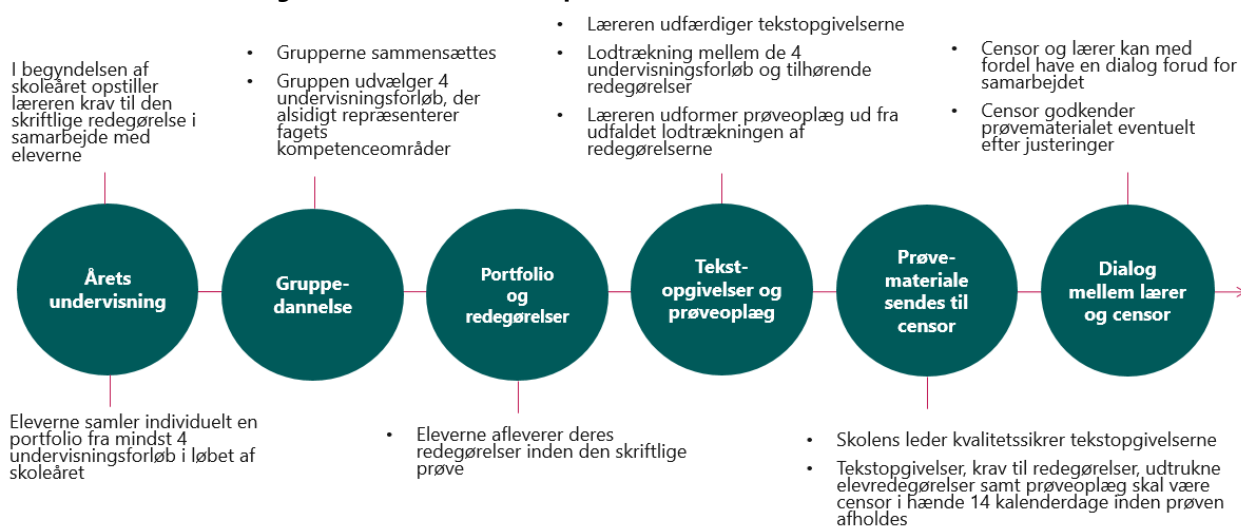 I begyndelsen af
skoleåret opstiller
læreren krav til den
skriftlige redegørelse i
samarbejde med
eleverne
• Grupperne sammensættes
• Gruppen udvælger 4
undervisningsforløb, der
alsidigt repræsenterer
fagets
kompetenceområder
• Læreren udfærdiger tekstopgivelserne
• Lodtrækning mellem de 4
undervisningsforløb og tilhørende
redegørelser
• Læreren udformer prøveoplæg ud fra
udfaldet lodtrækningen af
redegørelserne
• Censor og lærer kan med
fordel have en dialog forud for
samarbejdet
• Censor godkender
prøvematerialet eventuelt
efter justeringer
Årets
undervisning
Gruppe-
dannelse
Portfolio
og
redegørelser
Tekst-
opgivelser og
prøveoplæg
Prøve-
materiale
sendes til
censor
Dialog
mellem lærer
og censor
Eleverne samler individuelt en
portfolio fra mindst 4
undervisningsforløb i løbet af
skoleåret
• Eleverne afleverer deres
redegørelser inden den skriftlige
prøve
• Skolens leder kvalitetssikrer tekstopgivelserne
• Tekstopgivelser, krav til redegørelser, udtrukne
elevredegørelser samt prøveoplæg skal være
censor i hænde 14 kalenderdage inden prøven
afholdes